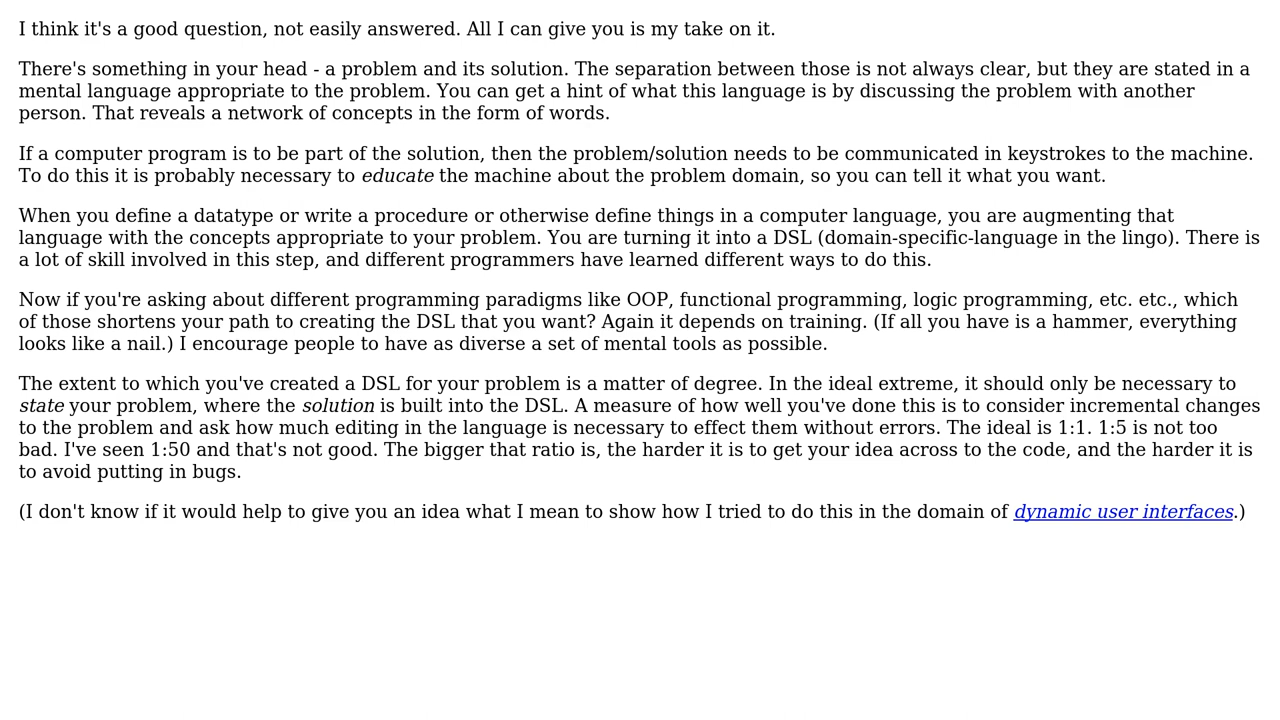 I think it's a good question, not easily answered. All I can give you is my take on it.
There's something in your head - a problem and its solution. The separation between those is not always clear, but they are stated in a
mental language appropriate to the problem. You can get a hint of what this language is by discussing the problem with another
person. That reveals a network of concepts in the form of words.
If a computer program is to be part of the solution, then the problem/solution needs to be communicated in keystrokes to the machine.
To do this it is probably necessary to educate the machine about the problem domain, so you can tell it what you want.
When you define a datatype or write a procedure or otherwise define things in a computer language, you are augmenting that
language with the concepts appropriate to your problem. You are turning it into a DSL (domain-specific-language in the lingo). There is
a lot of skill involved in this step, and different programmers have learned different ways to do this.
Now if you're asking about different programming paradigms like OOP, functional programming, logic programming, etc. etc., which
of those shortens your path to creating the DSL that you want? Again it depends on training. (If all you have is a hammer, everything
looks like a nail.) I encourage people to have as diverse a set of mental tools as possible.
The extent to which you've created a DSL for your problem is a matter of degree. In the ideal extreme, it should only be necessary to
state your problem, where the solution is built into the DSL. A measure of how well you've done this is to consider incremental changes
to the problem and ask how much editing in the language is necessary to effect them without errors. The ideal is 1:1. 1:5 is not too
bad. I've seen 1:50 and that's not good. The bigger that ratio is, the harder it is to get your idea across to the code, and the harder it is
to avoid putting in bugs.
(I don't know if it would help to give you an idea what I mean to show how I tried to do this in the domain of dynamic user interfaces.)